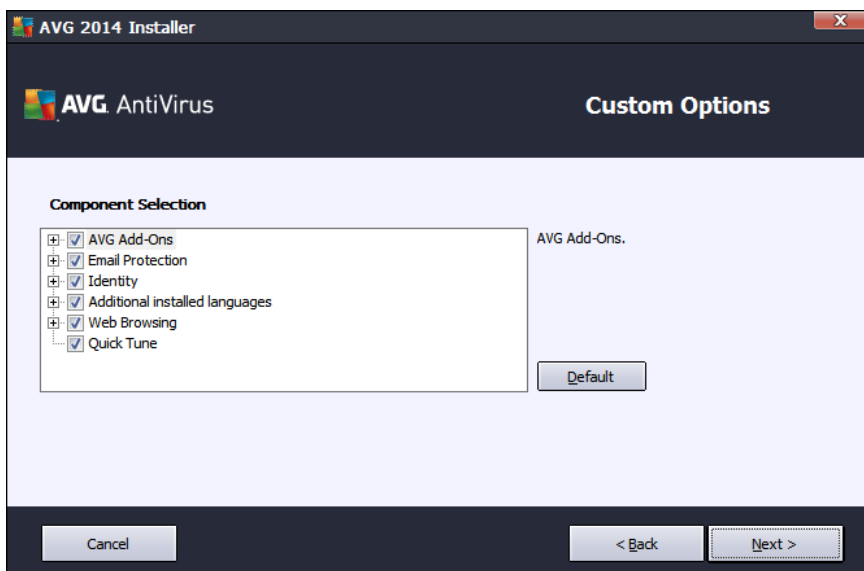 AVG 2014 Installer
AVG. AntiVirus
Custom Options
Component Selection
AVG Add-Ons
Email Protection
Identity
Additional installed languages
Web Browsing
Quick Tune
AVG Add-Ons.
Default
Cancel
< Back
Next >